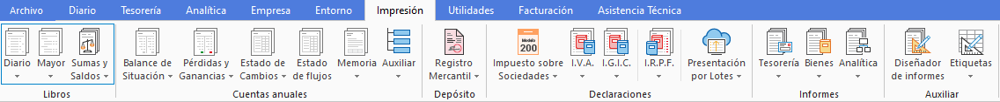 Archivo Diario Tesorería Analítica Empresa Entorno Impresión Utilidades Facturación Asistencia Técnica
Modelo
200
Diario Mayor Sumas y Saldos Balance de Situación Pérdidas y Ganancias Estado de Cambios Estado de flujos Memoria Auxiliar Registro Mercantil Impuesto sobre Sociedades I.V.A. I.G.I.C. I.R.P.F. Presentación por Lotes Tesorería Bienes Analítica Diseñador de informes Etiquetas
Libros Cuentas anuales Depósito Declaraciones Informes Auxiliar